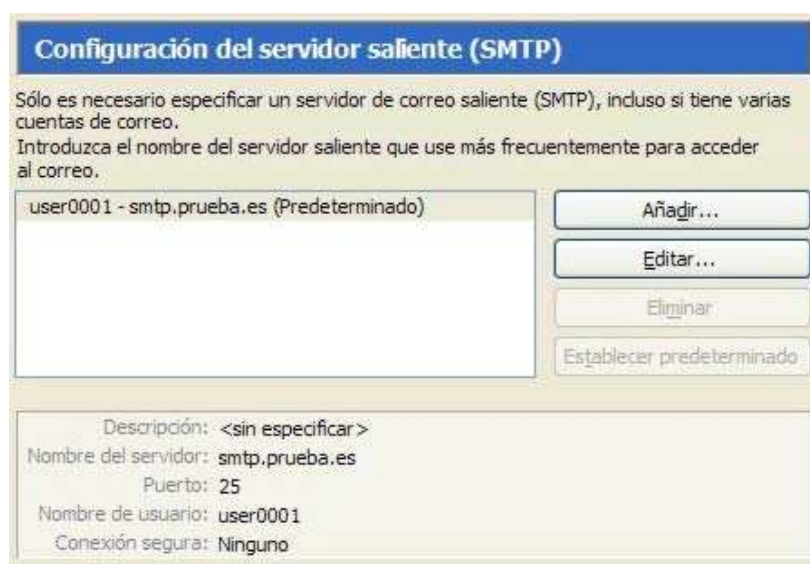 Configuración del servidor saliente (SMTP)
Sólo es necesario especificar un servidor de correo saliente (SMTP), incluso si tiene varias
cuentas de correo.
Introduzca el nombre del servidor saliente que use más frecuentemente para acceder
al correo.
user0001 - smtp.prueba.es (Predeterminado)
Añadir...
Editar...
Eliminar
Establecer predeterminado
Descripción: <sin especificar>
Nombre del servidor: smtp.prueba.es
Puerto: 25
Nombre de usuario: user0001
Conexión segura: Ninguno